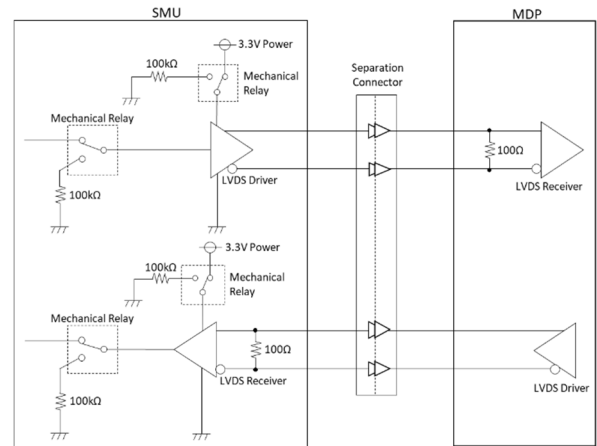 SMU
MDP
3.3V Power
100kΩ
Mechanical
Relay
Separation
Connector
Mechanical Relay
100Ω
LVDS Driver
LVDS Receiver
100kΩ
3.3V Power
100kΩ
Mechanical
Relay
Mechanical Relay
100Ω
LVDS Receiver
LVDS Driver
100kΩ